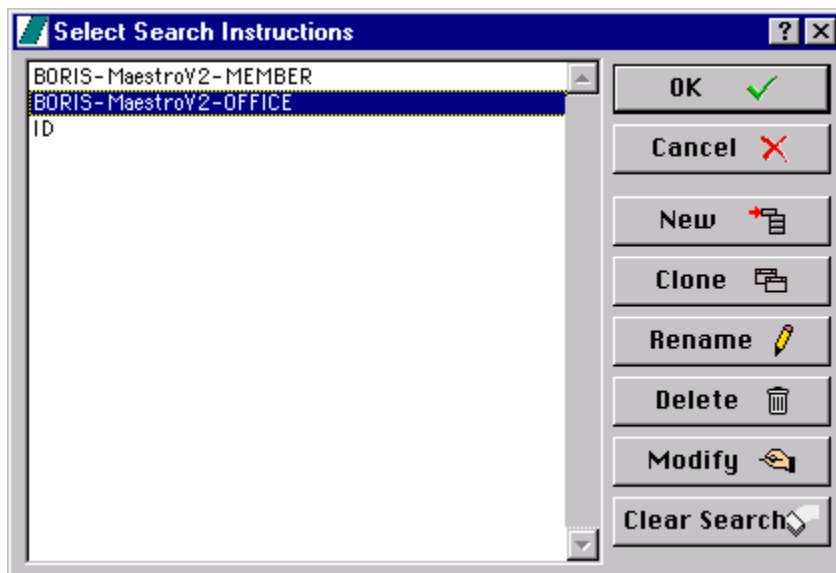 Select Search Instructions
BORIS-MaestroV2-MEMBER
BORIS-MaestroV2-OFFICE
ID
OK
Cancel
New
Clone
Rename
Delete
Modify
Clear Search